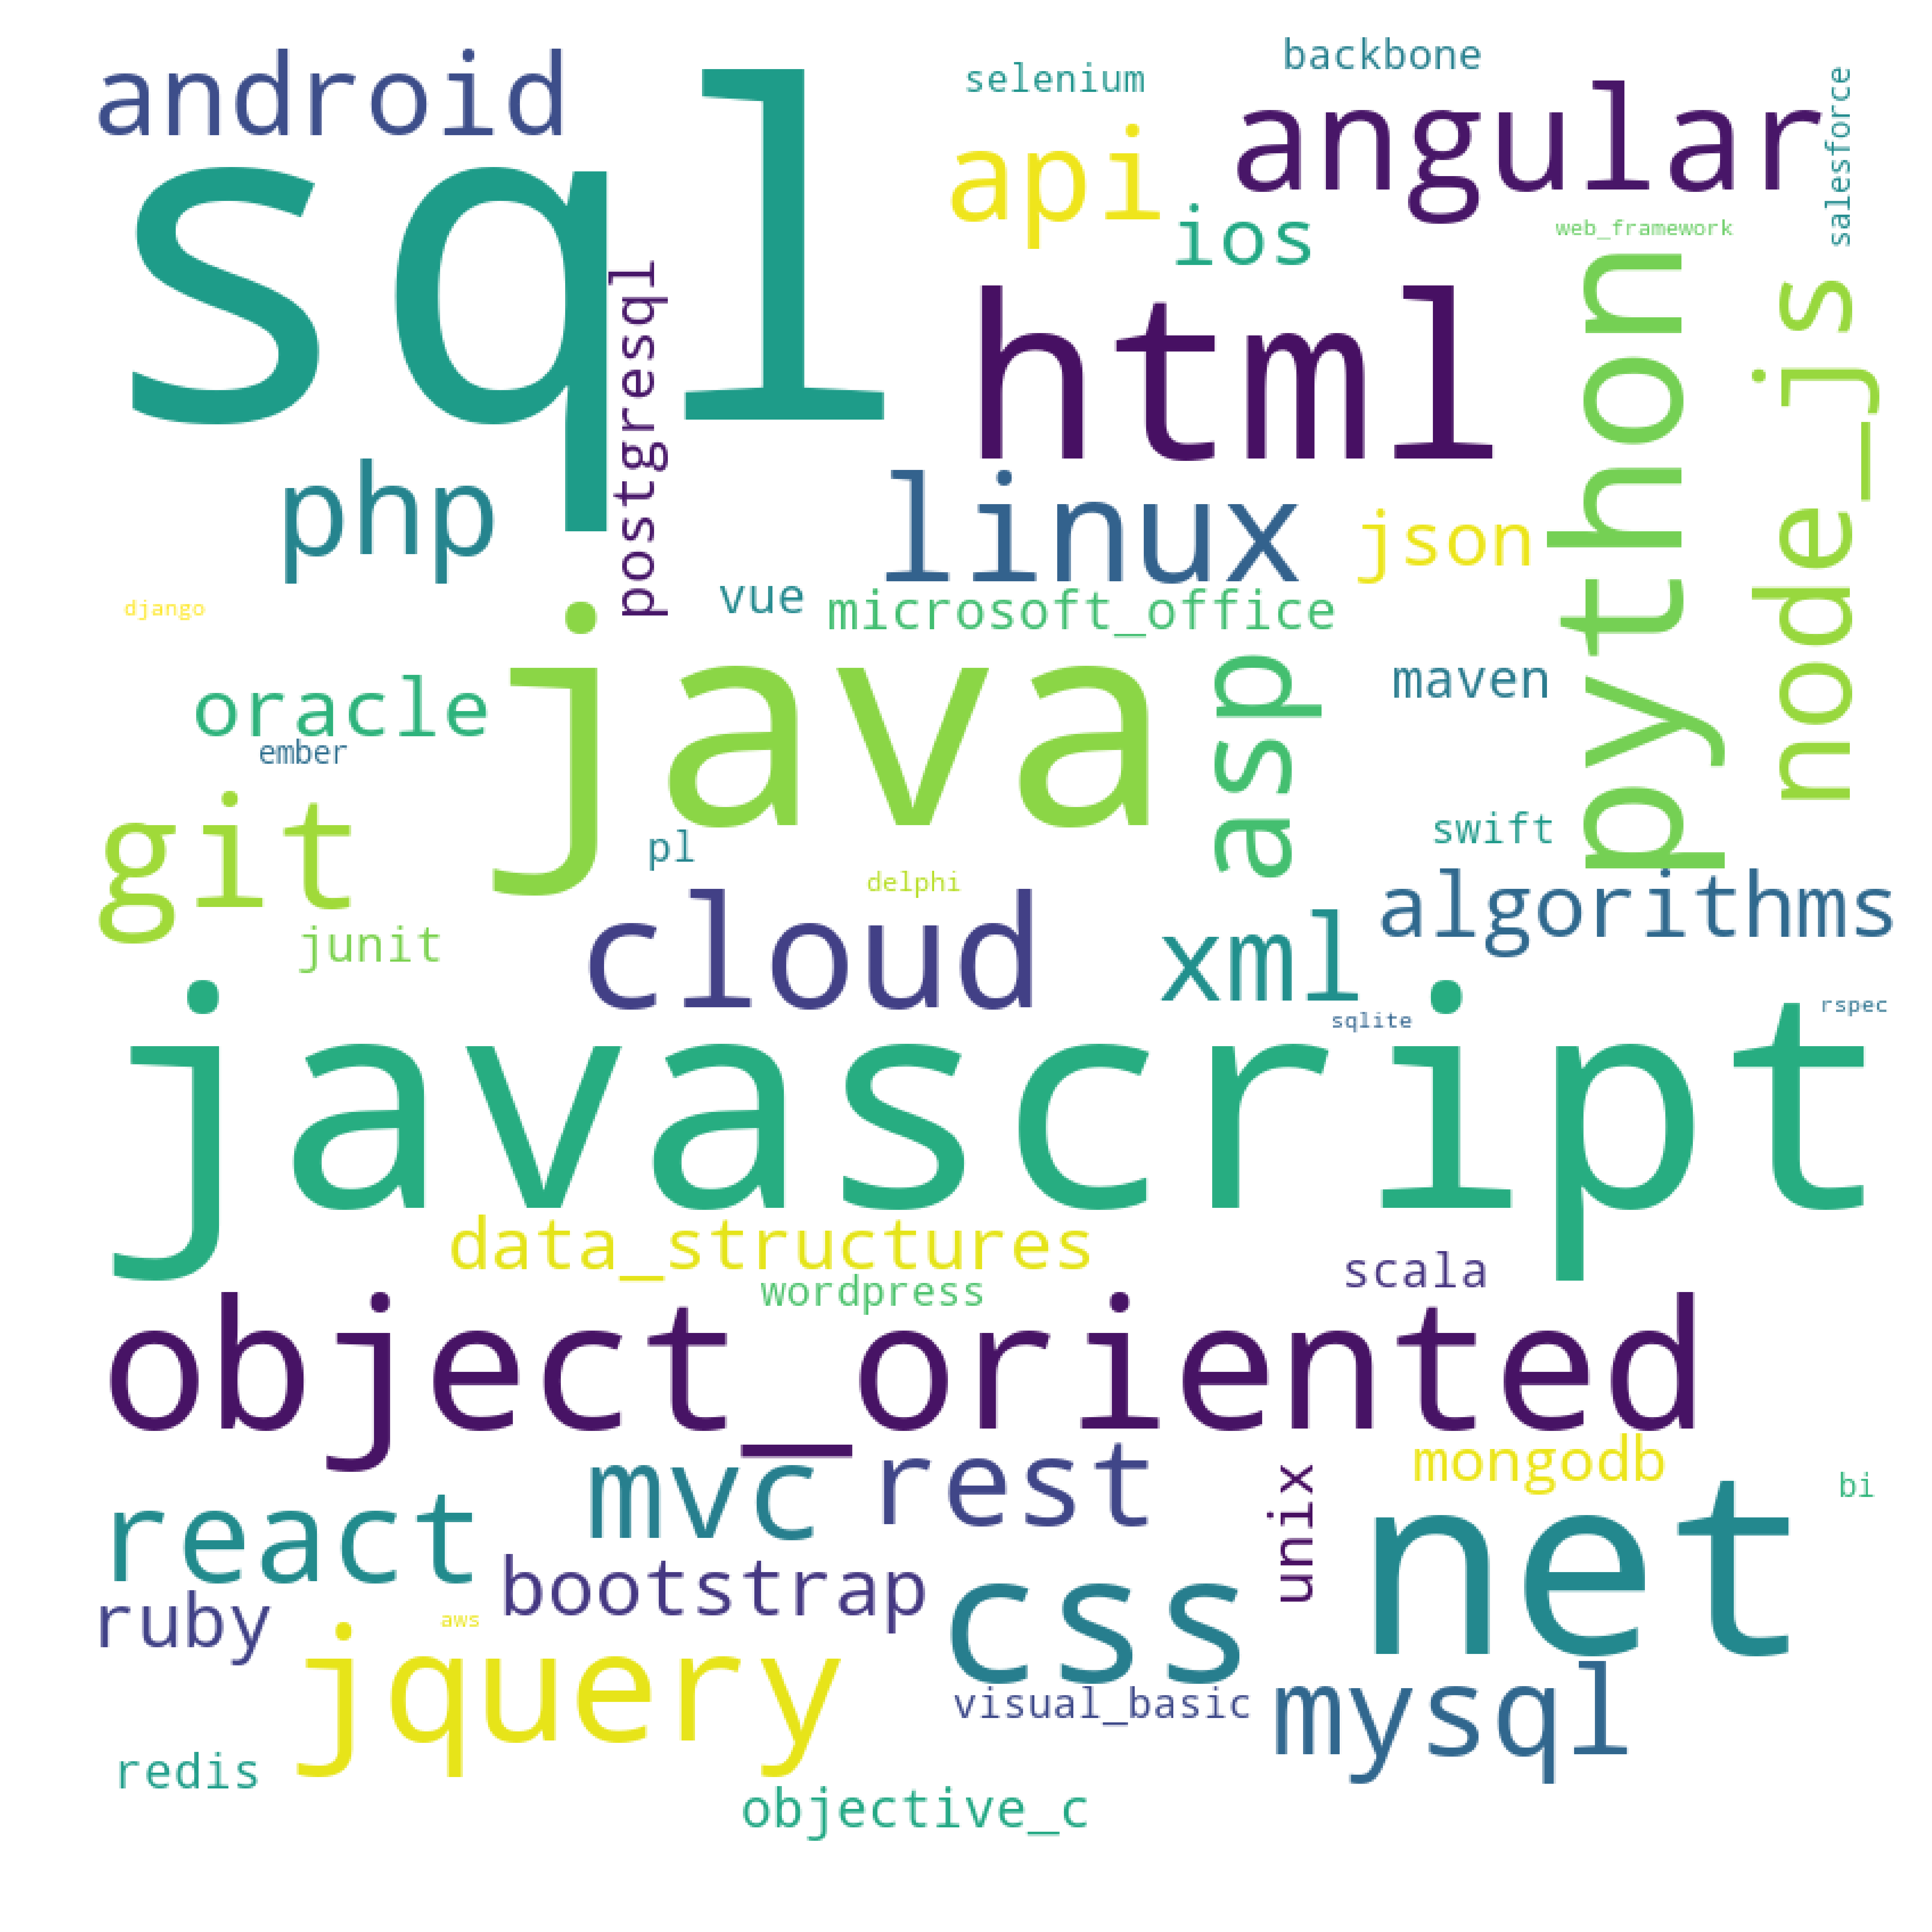 android
selenium
backbone
salesforce
sql
api
angular
ios
web_framework
postgresql
html
python
node_js
php
linux
json
django
vue
microsoft_office
java
asp
maven
oracle
ember
git
pl
swift
delphi
algorithms
junit
cloud
xml
rspec
sqlite
javascript
data_structures
scala
wordpress
object_oriented
mvc
rest
unix
mongodb
bi
react
net
bootstrap
css
ruby
aws
jquery
visual_basic
mysql
redis
objective_c